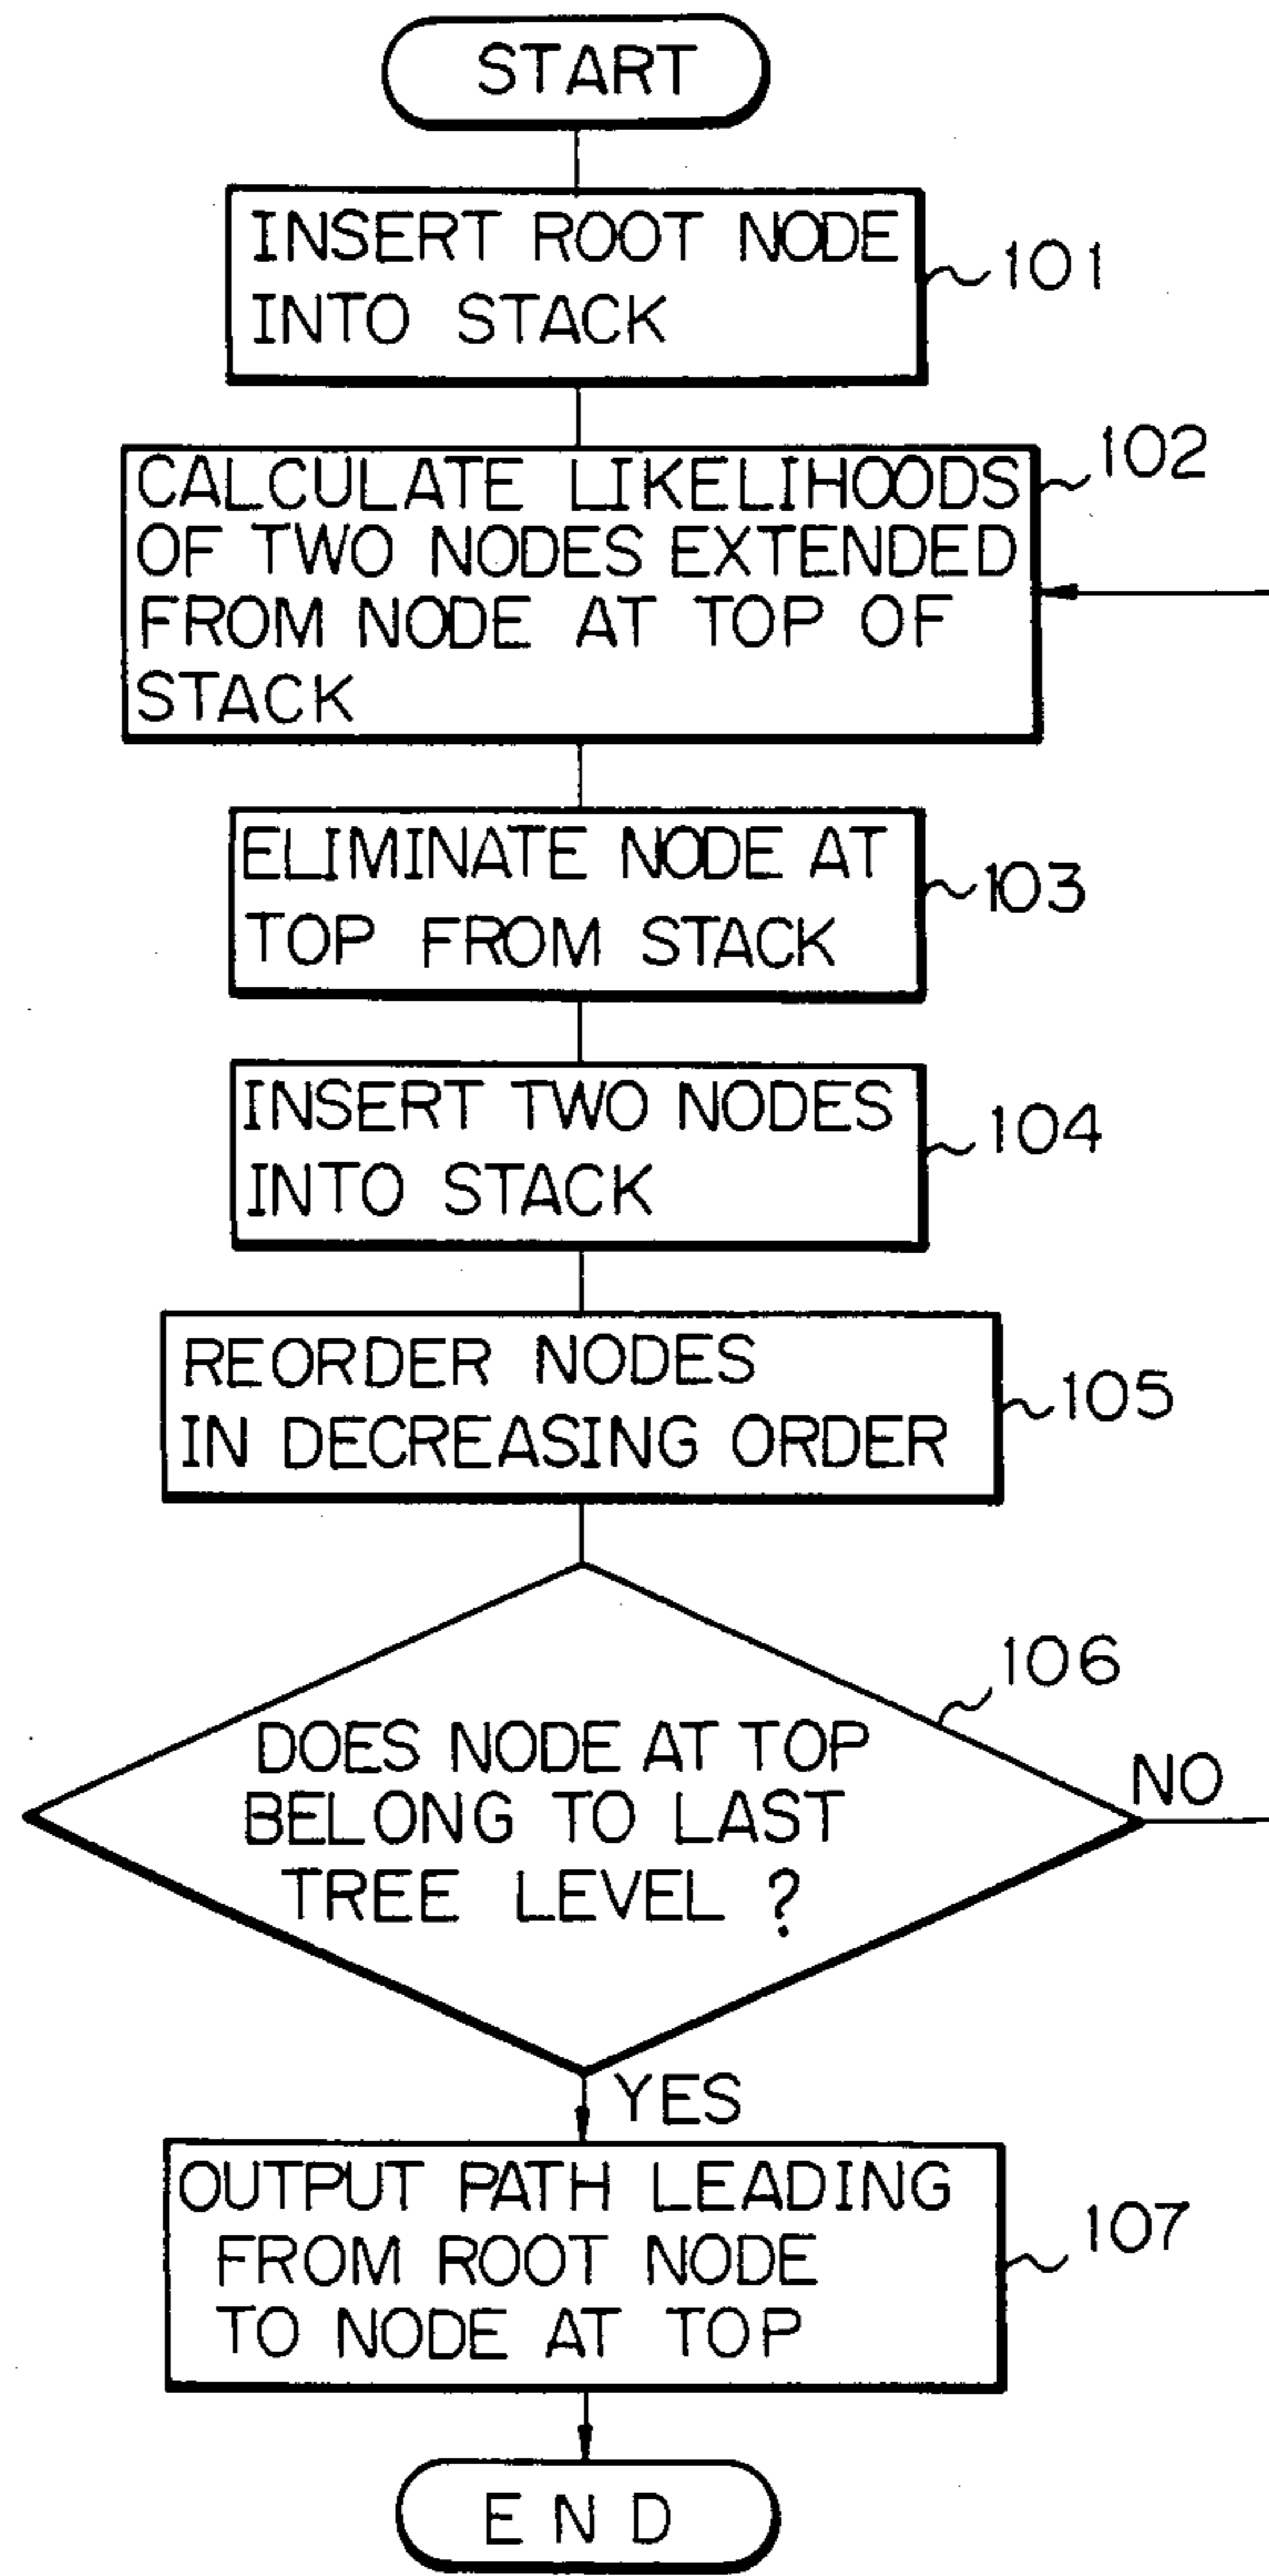 START
INSERT ROOT NODE
INTO STACK
101
CALCULATE LIKELIHOODS
OF TWO NODES EXTENDED
FROM NODE AT TOP OF
STACK
102
ELIMINATE NODE AT
TOP FROM STACK
103
INSERT TWO NODES
INTO STACK
104
REORDER NODES
IN DECREASING ORDER
105
DOES NODE AT TOP
BELONG TO LAST
TREE LEVEL ?
106
NO
YES
OUTPUT PATH LEADING
FROM ROOT NODE
TO NODE AT TOP
107
END